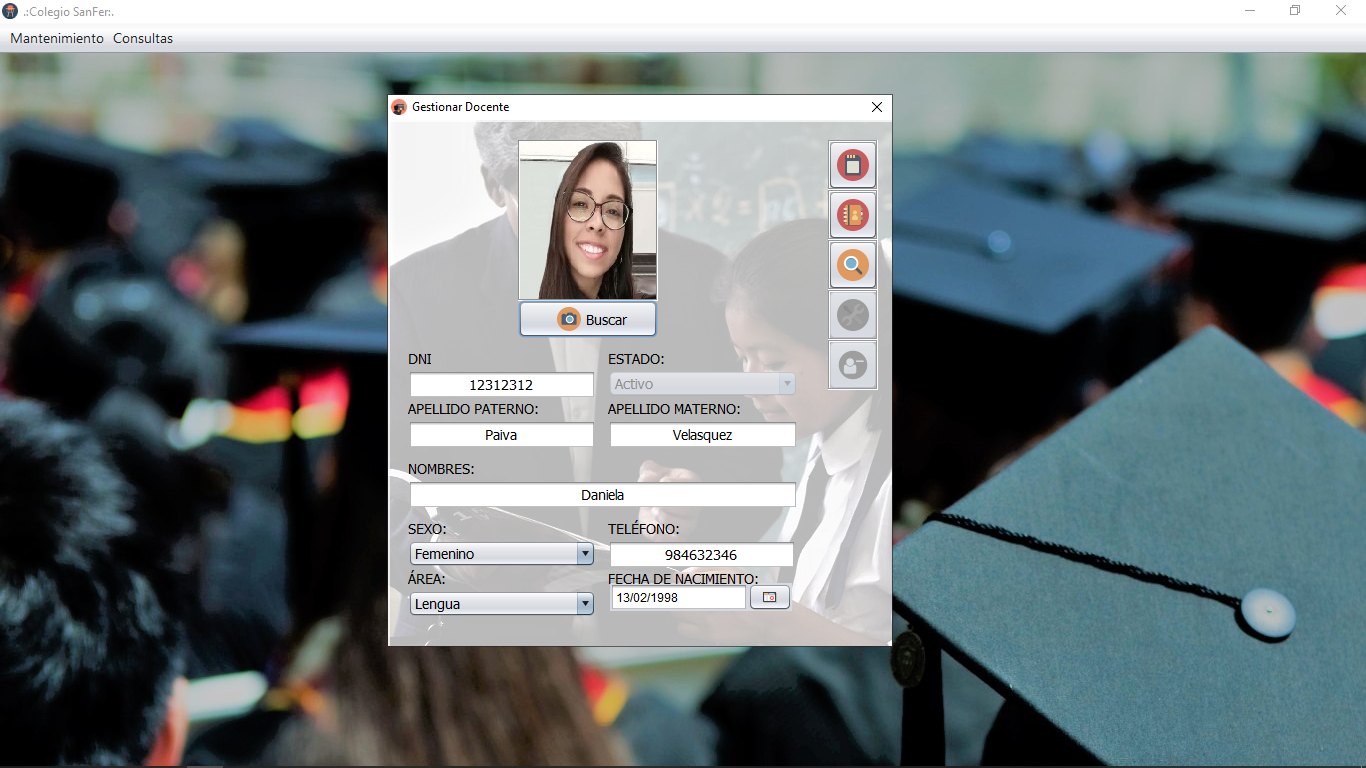 .:Colegio SanFer:.
Mantenimiento Consultas
Gestionar Docente
Buscar
DNI
ESTADO:
12312312
Activo
APELLIDO PATERNO:
APELLIDO MATERNO:
Paiva
Velasquez
NOMBRES:
Daniela
SEXO:
TELÉFONO:
Femenino
984632346
ÁREA:
FECHA DE NACIMIENTO:
Lengua
13/02/1998